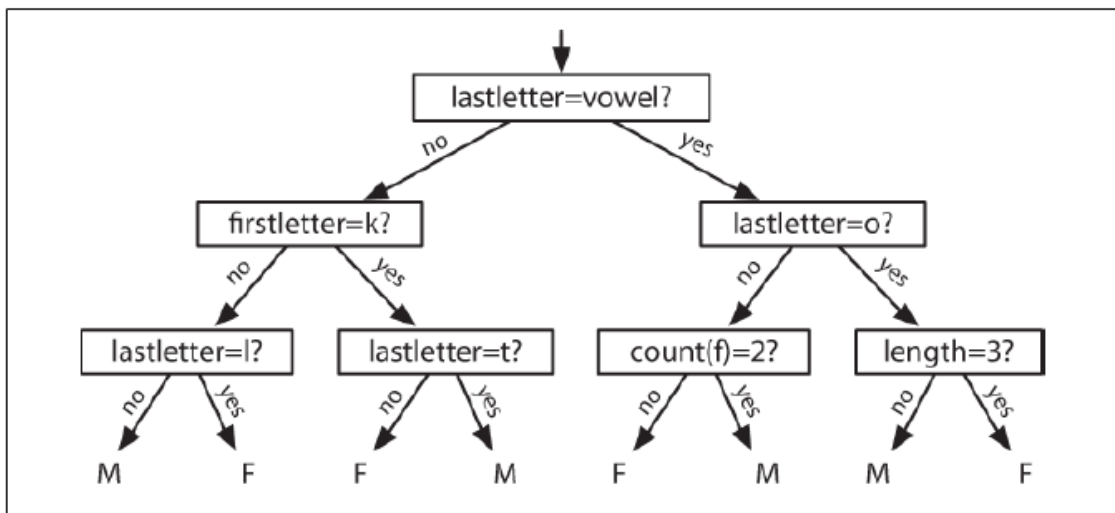 lastletter=vowel?
no yes
firstletter=k? lastletter=o?
no yes no yes
lastletter=l? lastletter=t? count(f)=2? length=3?
no yes no yes no yes no yes
M F F M F M M F